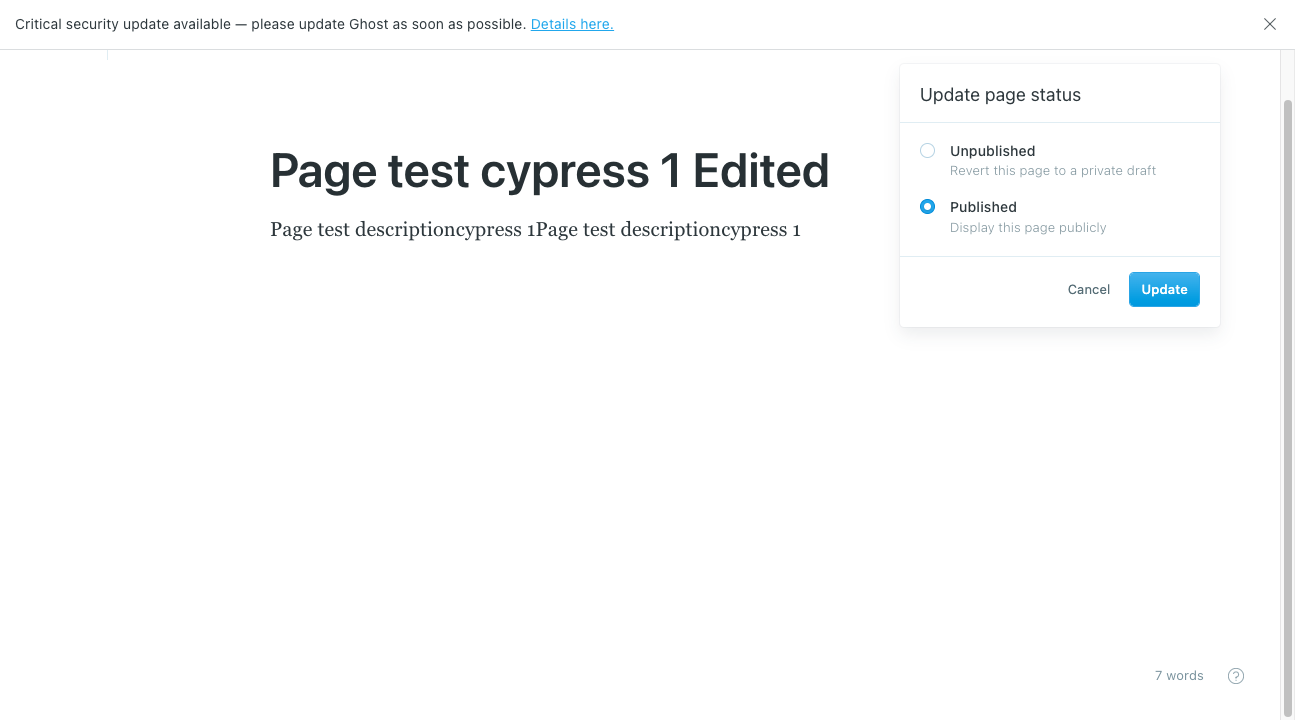 Critical security update available — please update Ghost as soon as possible. Details here.
Update page status
Page test cypress 1 Edited
Page test descriptioncypress 1Page test descriptioncypress 1
Unpublished
Revert this page to a private draft
Published
Display this page publicly
Cancel
Update
7 words
?